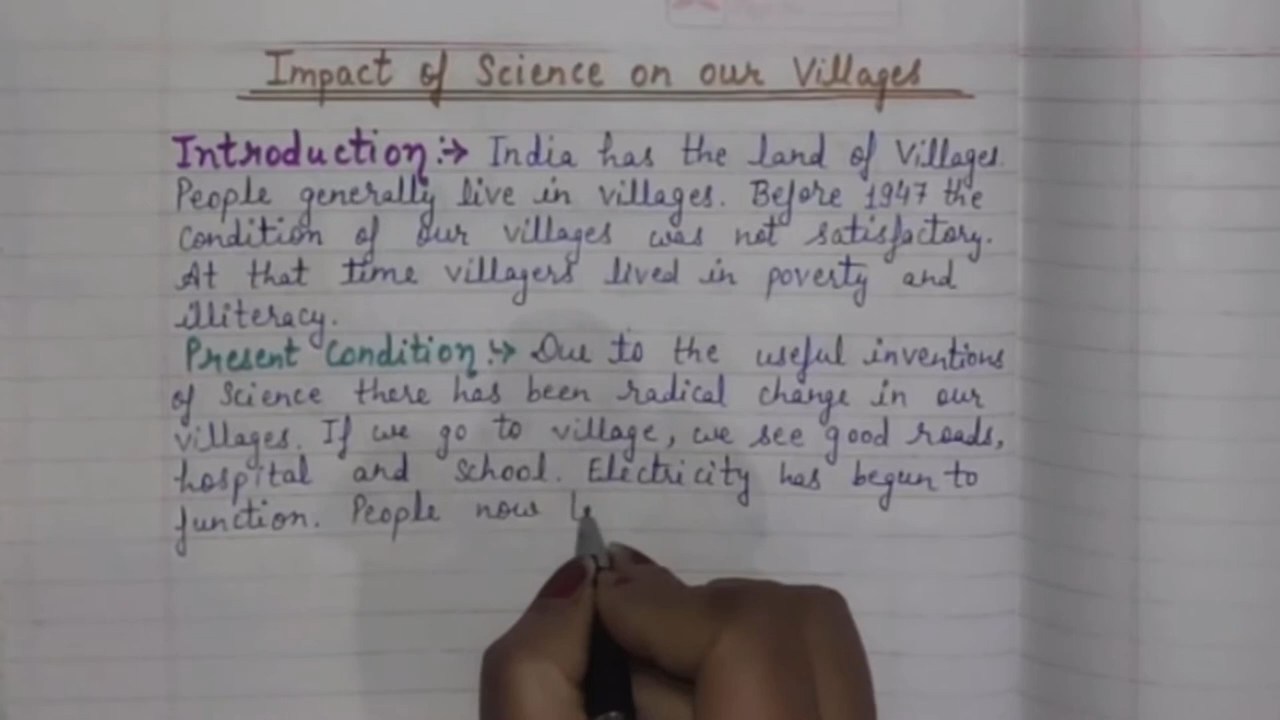 Impact of Science on our Villages
Introduction:→ India has the land of Villages.
People generally live in villages. Before 1947 the
condition of our villages was not satisfactory.
At that time villagers lived in poverty and
illiteracy.
Present Condition:→ Due to the useful inventions
of Science there has been radical change in our
villages. If we go to village, we see good roads,
hospital and school. Electricity has begun to
function. People now